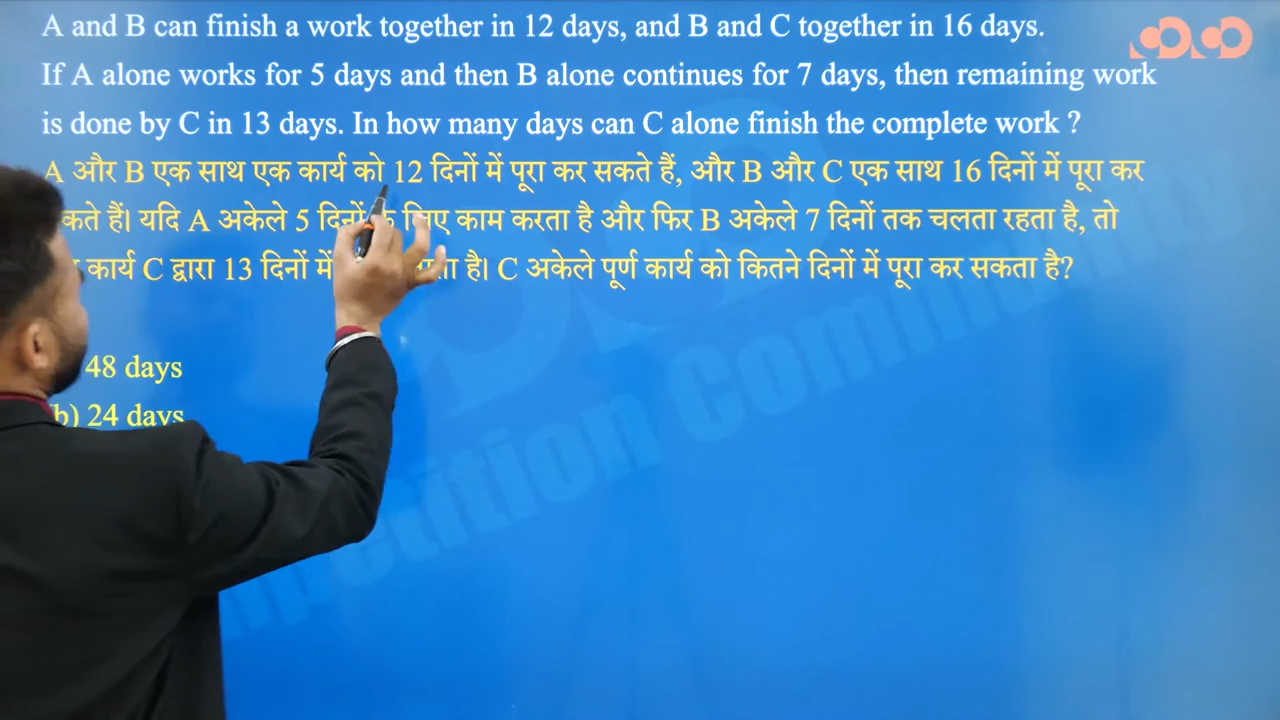 A and B can finish a work together in 12 days, and B and C together in 16 days.
If A alone works for 5 days and then B alone continues for 7 days, then remaining work
is done by C in 13 days. In how many days can C alone finish the complete work ?
A और B एक साथ एक कार्य को 12 दिनों में पूरा कर सकते हैं, और B और C एक साथ 16 दिनों में पूरा कर
हैं। यदि A अकेले 5 दिनों काम करता है और फिर B अकेले 7 दिनों तक चलता रहता है, तो
कार्य C द्वारा 13 दिनों में है। C अकेले पूर्ण कार्य को कितने दिनों में पूरा कर सकता है?
48 days
b) 24 days
Competition Community